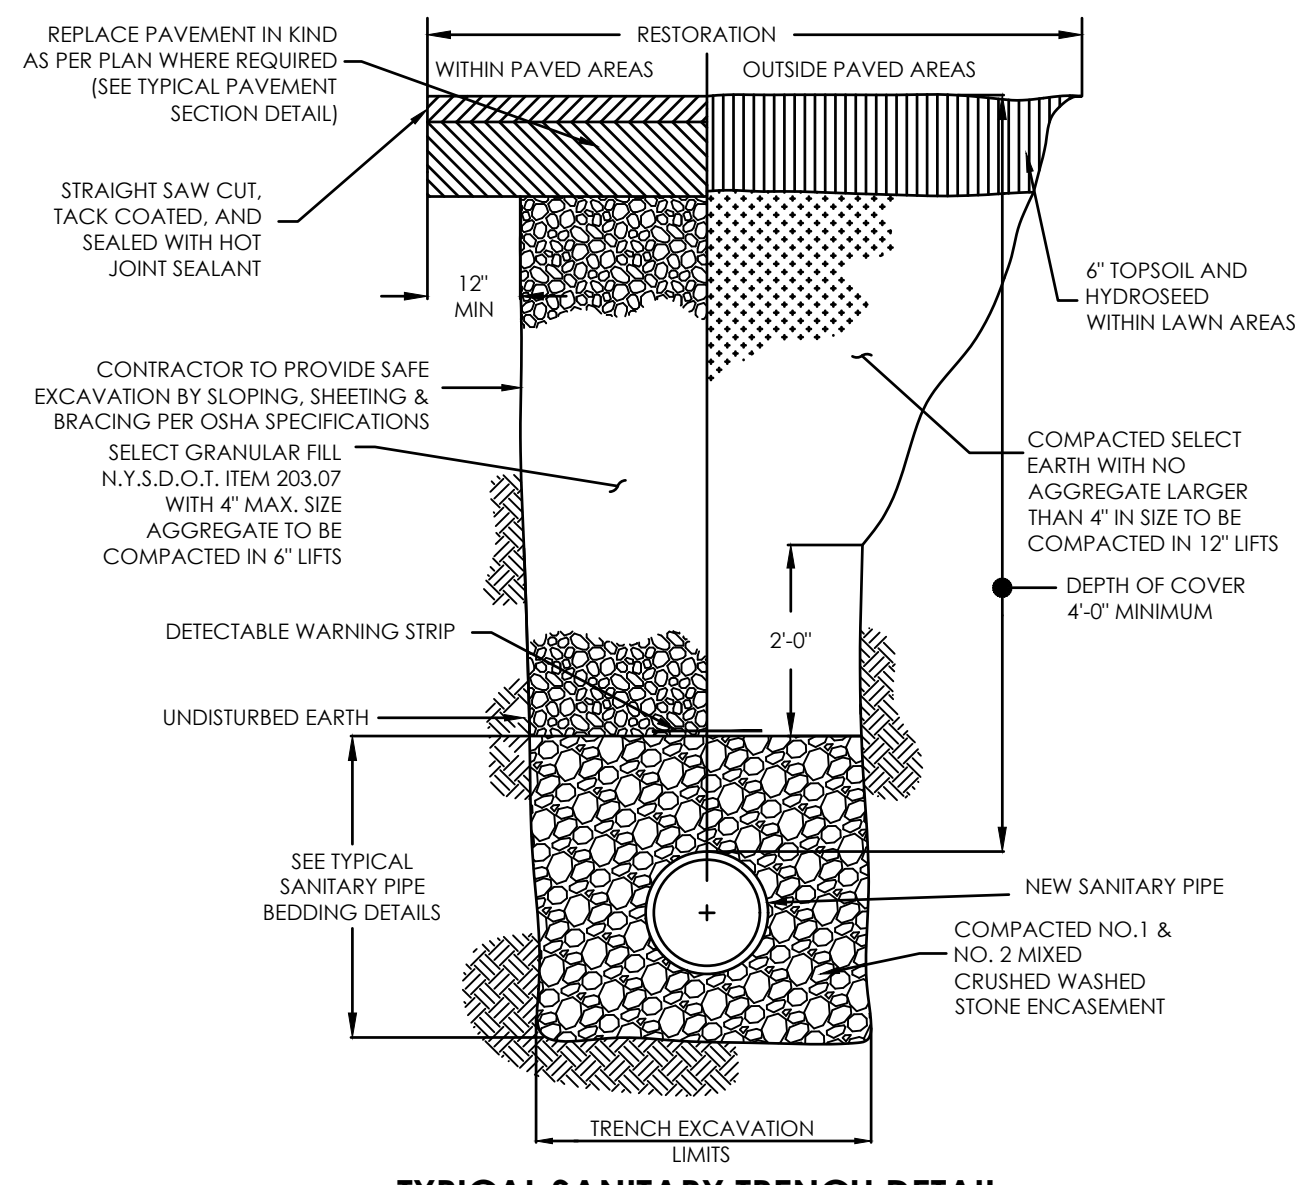 REPLACE PAVEMENT IN KIND
AS PER PLAN WHERE REQUIRED
(SEE TYPICAL PAVEMENT
SECTION DETAIL)
RESTORATION
WITHIN PAVED AREAS
OUTSIDE PAVED AREAS
STRAIGHT SAW CUT,
TACK COATED, AND
SEALED WITH HOT
JOINT SEALANT
12"
MIN
6" TOPSOIL AND
HYDROSEED
WITHIN LAWN AREAS
CONTRACTOR TO PROVIDE SAFE
EXCAVATION BY SLOPING, SHEETING &
BRACING PER OSHA SPECIFICATIONS
SELECT GRANULAR FILL
N.Y.S.D.O.T. ITEM 203.07
WITH 4" MAX. SIZE
AGGREGATE TO BE
COMPACTED IN 6" LIFTS
COMPACTED SELECT
EARTH WITH NO
AGGREGATE LARGER
THAN 4" IN SIZE TO BE
COMPACTED IN 12" LIFTS
DEPTH OF COVER
4'-0" MINIMUM
DETECTABLE WARNING STRIP
2'-0"
UNDISTURBED EARTH
SEE TYPICAL
SANITARY PIPE
BEDDING DETAILS
NEW SANITARY PIPE
COMPACTED NO.1 &
NO. 2 MIXED
CRUSHED WASHED
STONE ENCASEMENT
TRENCH EXCAVATION
LIMITS
TYPICAL SANITARY TRENCH DETAIL